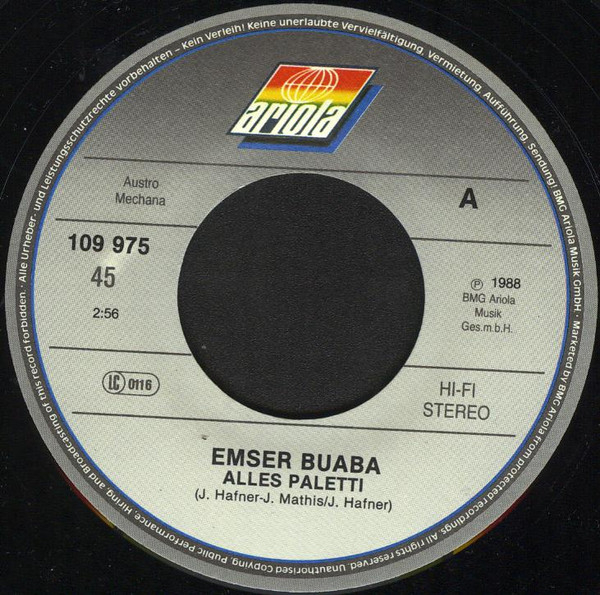 Alle Urheber- und Leistungsschutzrechte vorbehalten – Kein Verleih! Keine unerlaubte Vervielfältigung, Vermietung, Aufführung, Sendung! BMG Ariola Musik GmbH · Marketed by BMG Ariola from protected recordings. All rights reserved. Unauthorised Copying, Public Performance, Hiring, and Broadcasting of this record forbidden. ·
ariola
Austro
Mechana
A
109 975
45
2:56
℗ 1988
BMG Ariola
Musik
Ges.m.b.H.
LC 0116
HI-FI
STEREO
EMSER BUABA
ALLES PALETTI
(J. Hafner-J. Mathis/J. Hafner)